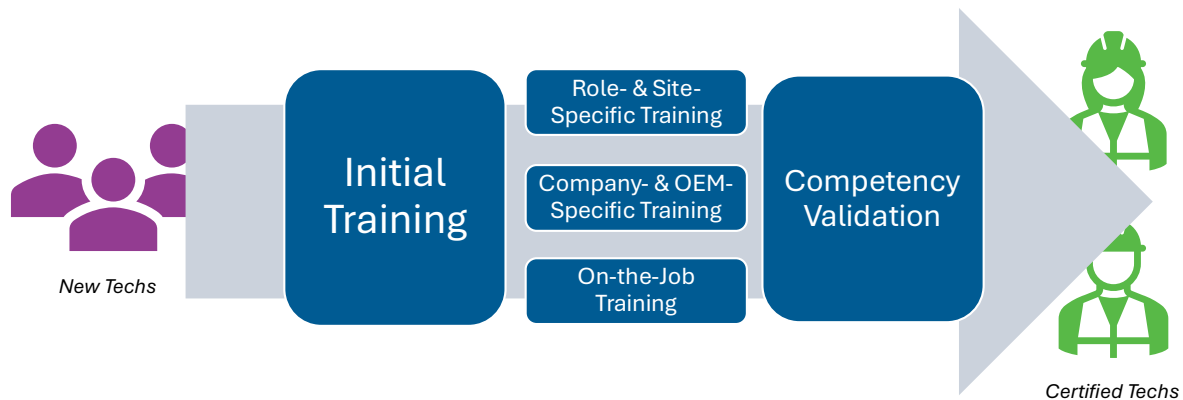 New Techs
Initial
Training
Role- & Site-
Specific Training
Company- & OEM-
Specific Training
On-the-Job
Training
Competency
Validation
Certified Techs